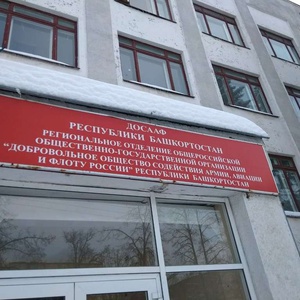 ДОСААФ
РЕСПУБЛИКИ БАШКОРТОСТАН
РЕГИОНАЛЬНОЕ ОТДЕЛЕНИЕ ОБЩЕРОССИЙСКОЙ
ОБЩЕСТВЕННО-ГОСУДАРСТВЕННОЙ ОРГАНИЗАЦИИ
"ДОБРОВОЛЬНОЕ ОБЩЕСТВО СОДЕЙСТВИЯ АРМИИ, АВИАЦИИ
И ФЛОТУ РОССИИ" РЕСПУБЛИКИ БАШКОРТОСТАН